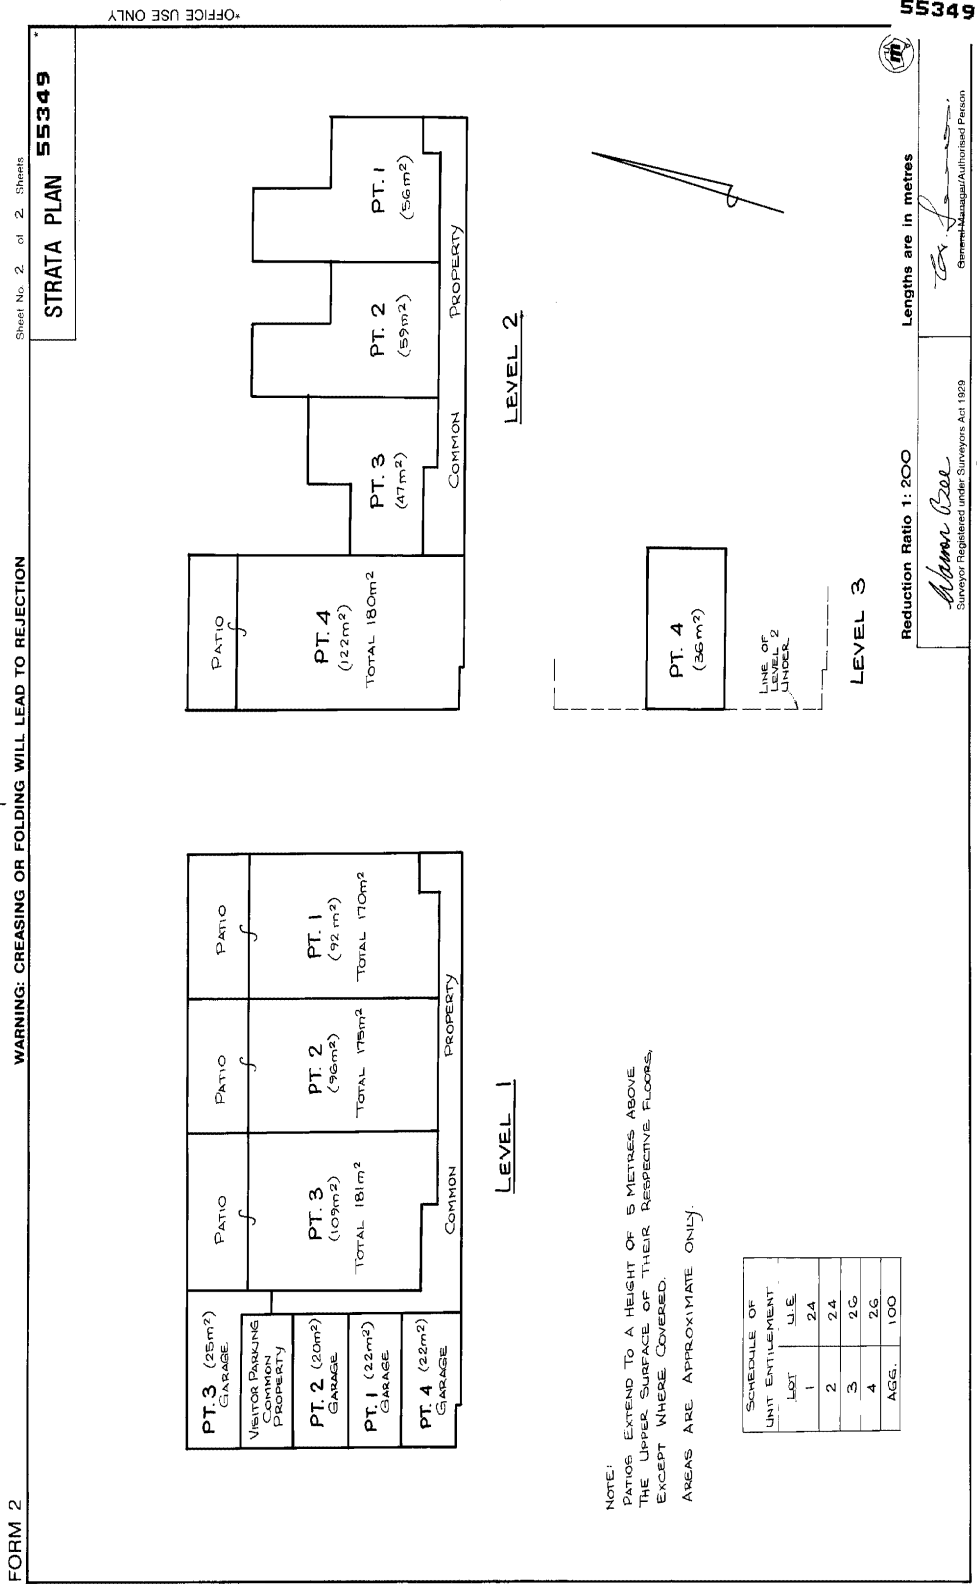 FORM 2
WARNING: CREASING OR FOLDING WILL LEAD TO REJECTION
Sheet No. 2 of 2 Sheets
STRATA PLAN 55349
*
*OFFICE USE ONLY
PT. 3 (25m²)
GARAGE
VISITOR PARKING
COMMON
PROPERTY
PT. 2 (20m²)
GARAGE
PT. 1 (22m²)
GARAGE
PT. 4 (22m²)
GARAGE
PATIO
PT. 3
(109m²)
TOTAL 181m²
PATIO
PT. 2
(96m²)
TOTAL 175m²
PATIO
PT. 1
(92m²)
TOTAL 170m²
COMMON PROPERTY
LEVEL 1
PATIO
PT. 4
(122m²)
TOTAL 180m²
PT. 3
(47m²)
PT. 2
(59m²)
PT. 1
(56m²)
COMMON PROPERTY
LEVEL 2
PT. 4
(36m²)
LINE OF
LEVEL 2
UNDER
LEVEL 3
NOTE:
PATIOS EXTEND TO A HEIGHT OF 5 METRES ABOVE
THE UPPER SURFACE OF THEIR RESPECTIVE FLOORS,
EXCEPT WHERE COVERED.
AREAS ARE APPROXIMATE ONLY.
SCHEDULE OF
UNIT ENTILEMENT
LOT U.E
1 24
2 24
3 26
4 26
AGG. 100
Reduction Ratio 1: 200
Lengths are in metres
Surveyor Registered under Surveyors Act 1929
General Manager/Authorised Person
55349